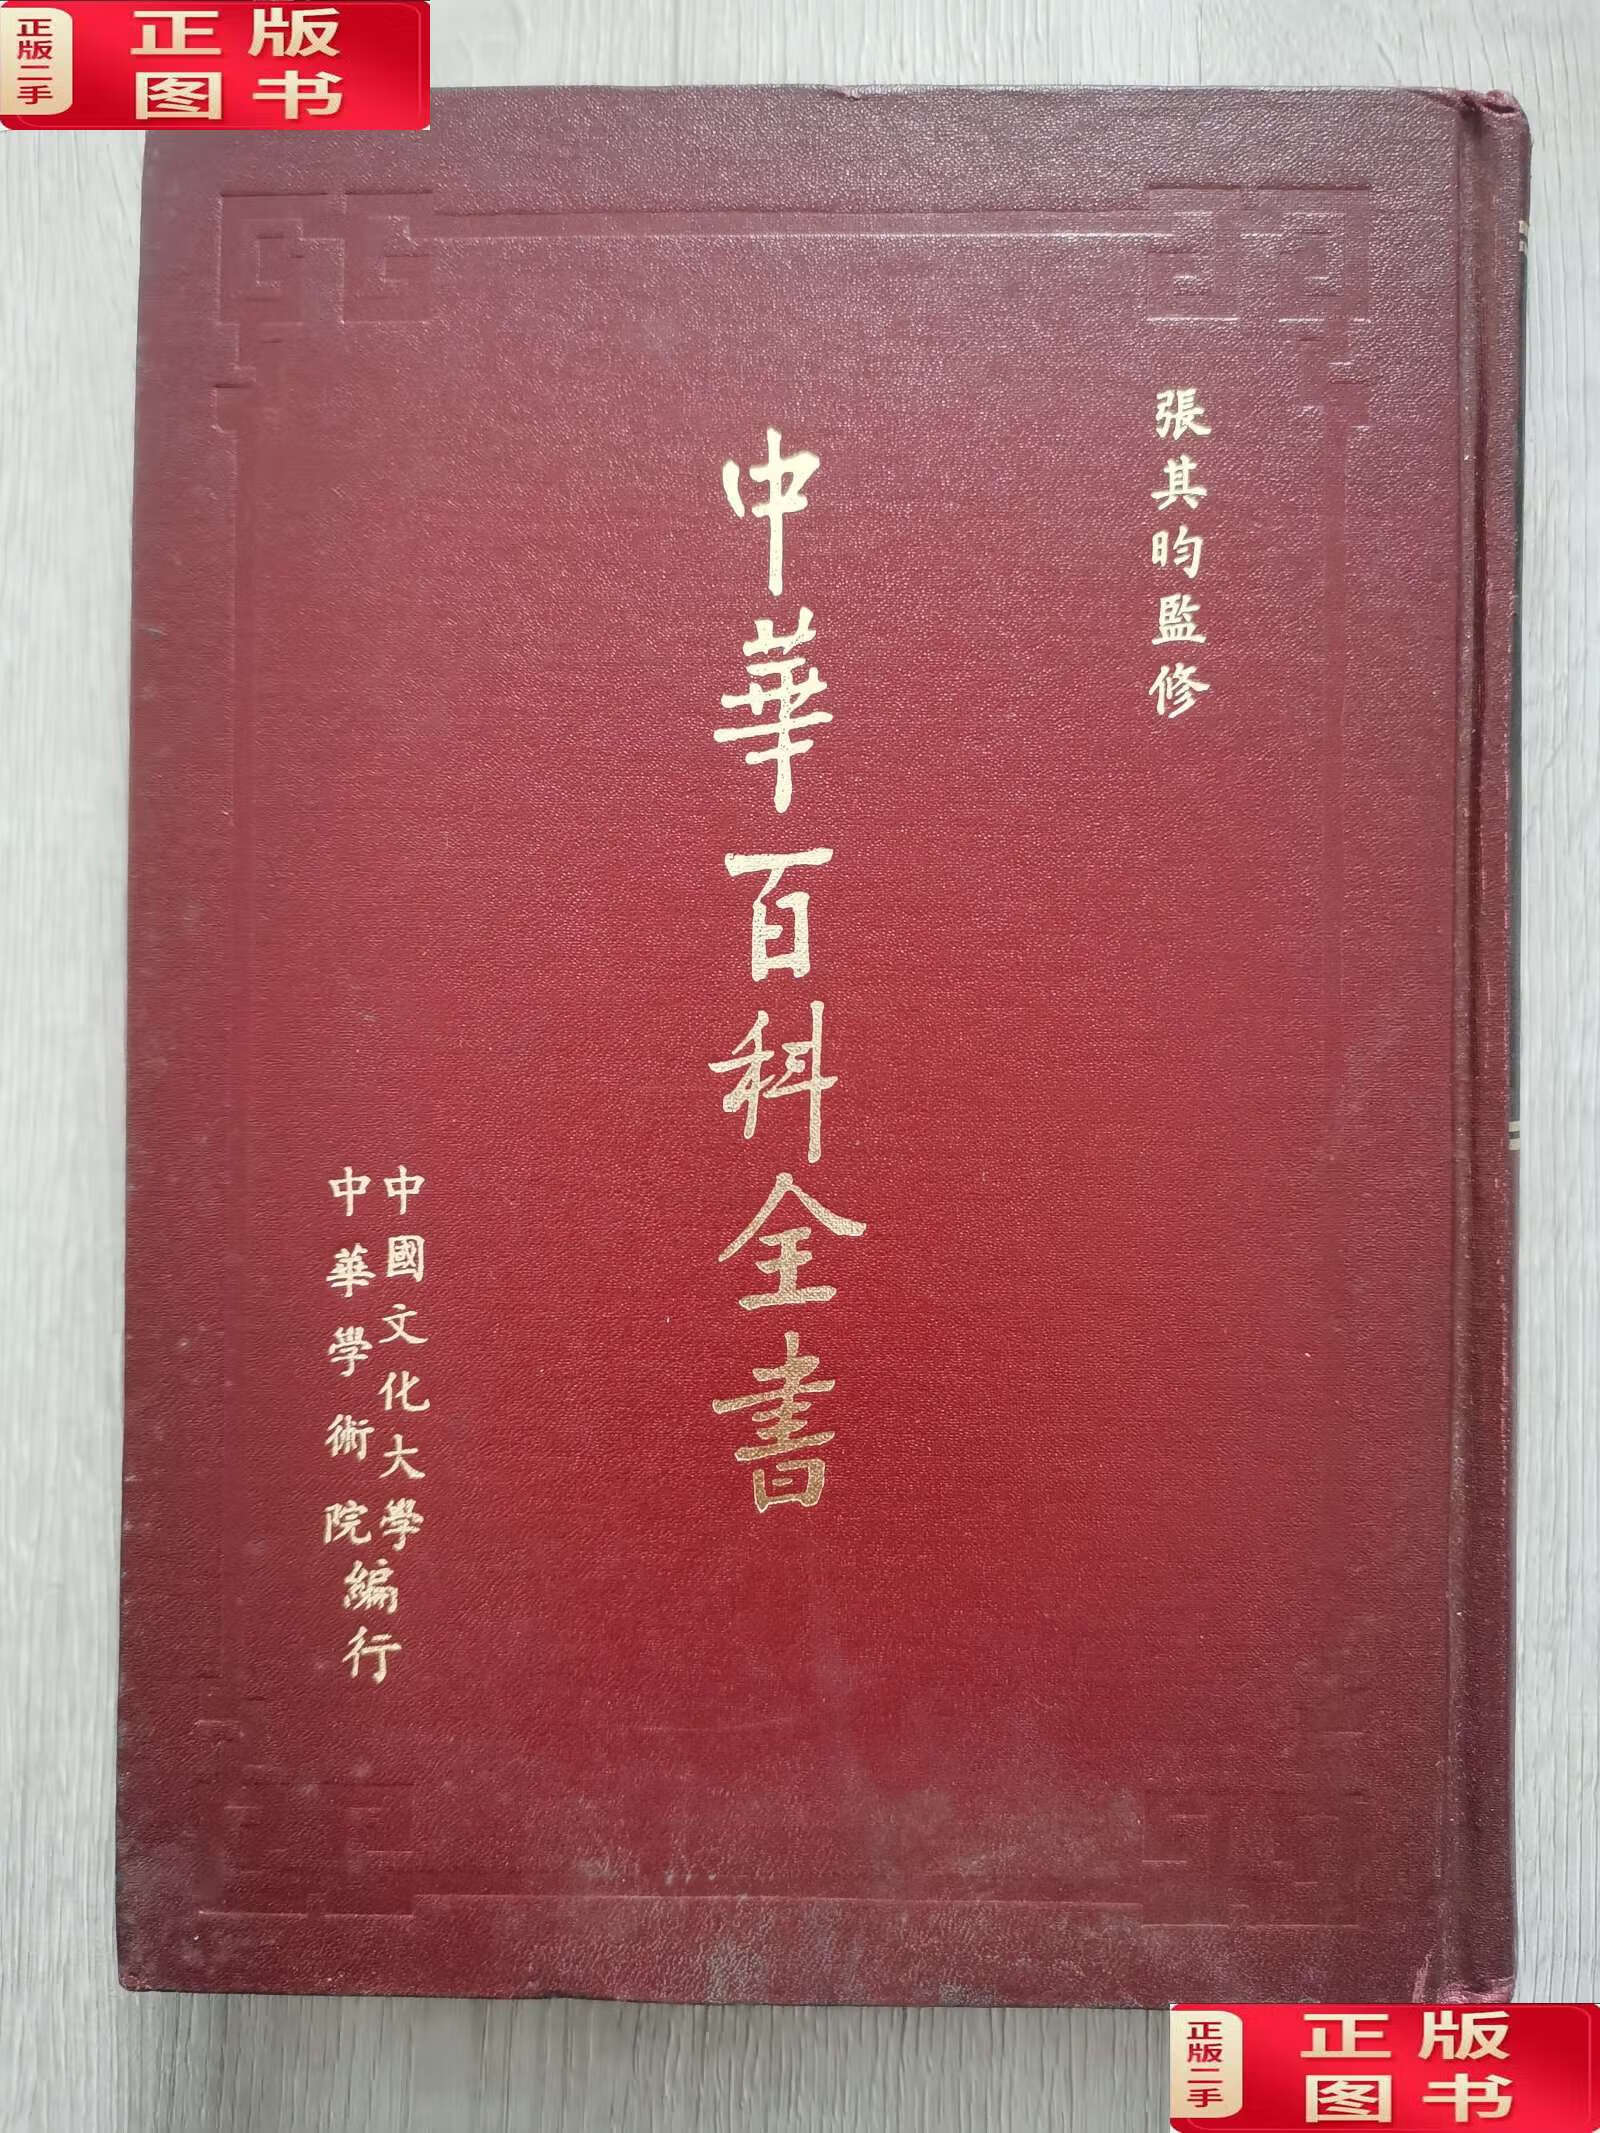 正版二手
正版
图书
張其昀監修
中華百科全書
中國文化大學
中華學術院
編行
正版二手
正版
图书